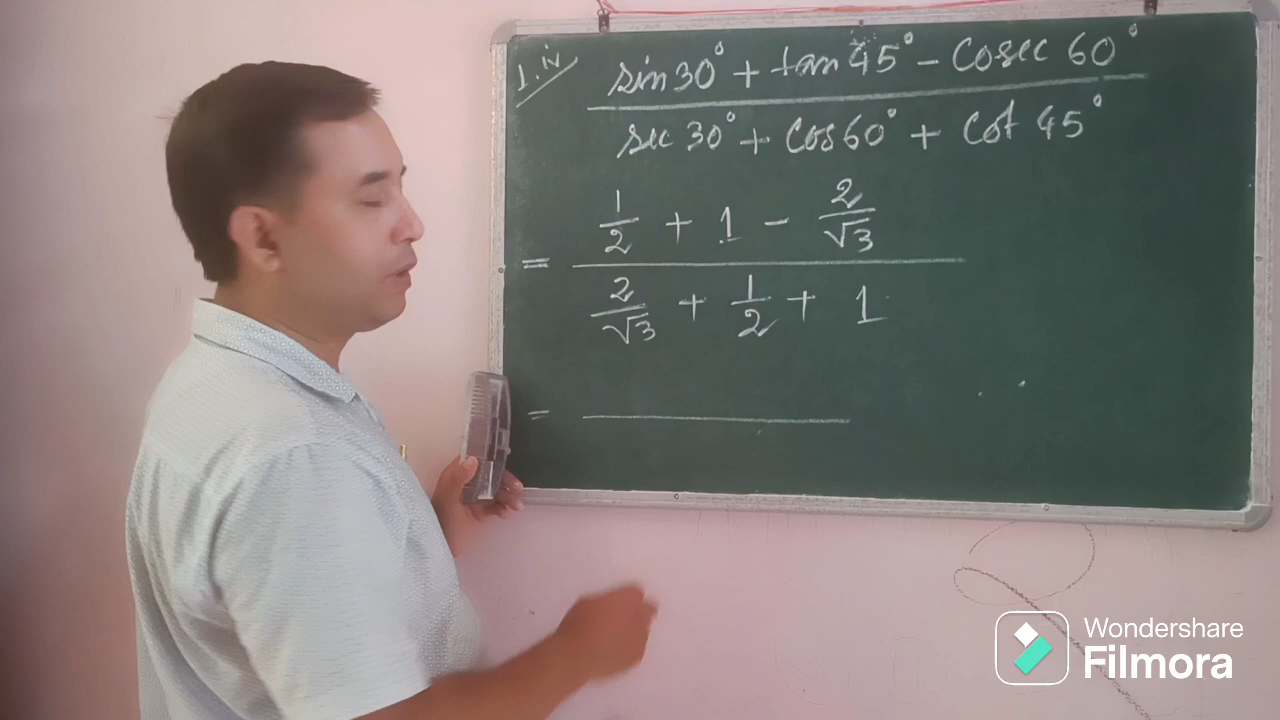 1.iv
sin 30° + tan 45° - cosec 60°
sec 30° + cos 60° + cot 45°
1/2 + 1 - 2/√3
=
2/√3 + 1/2 + 1
=
Wondershare
Filmora